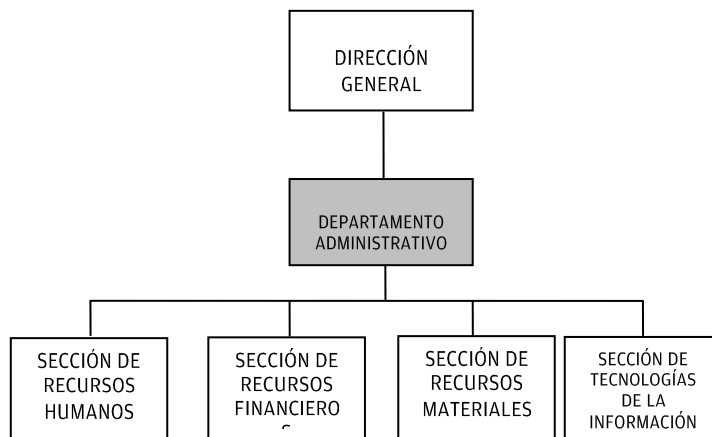 DIRECCIÓN
GENERAL
DEPARTAMENTO
ADMINISTRATIVO
SECCIÓN DE
RECURSOS
HUMANOS
SECCIÓN DE
RECURSOS
FINANCIERO
S
SECCIÓN DE
RECURSOS
MATERIALES
SECCIÓN DE
TECNOLOGÍAS
DE LA
INFORMACIÓN